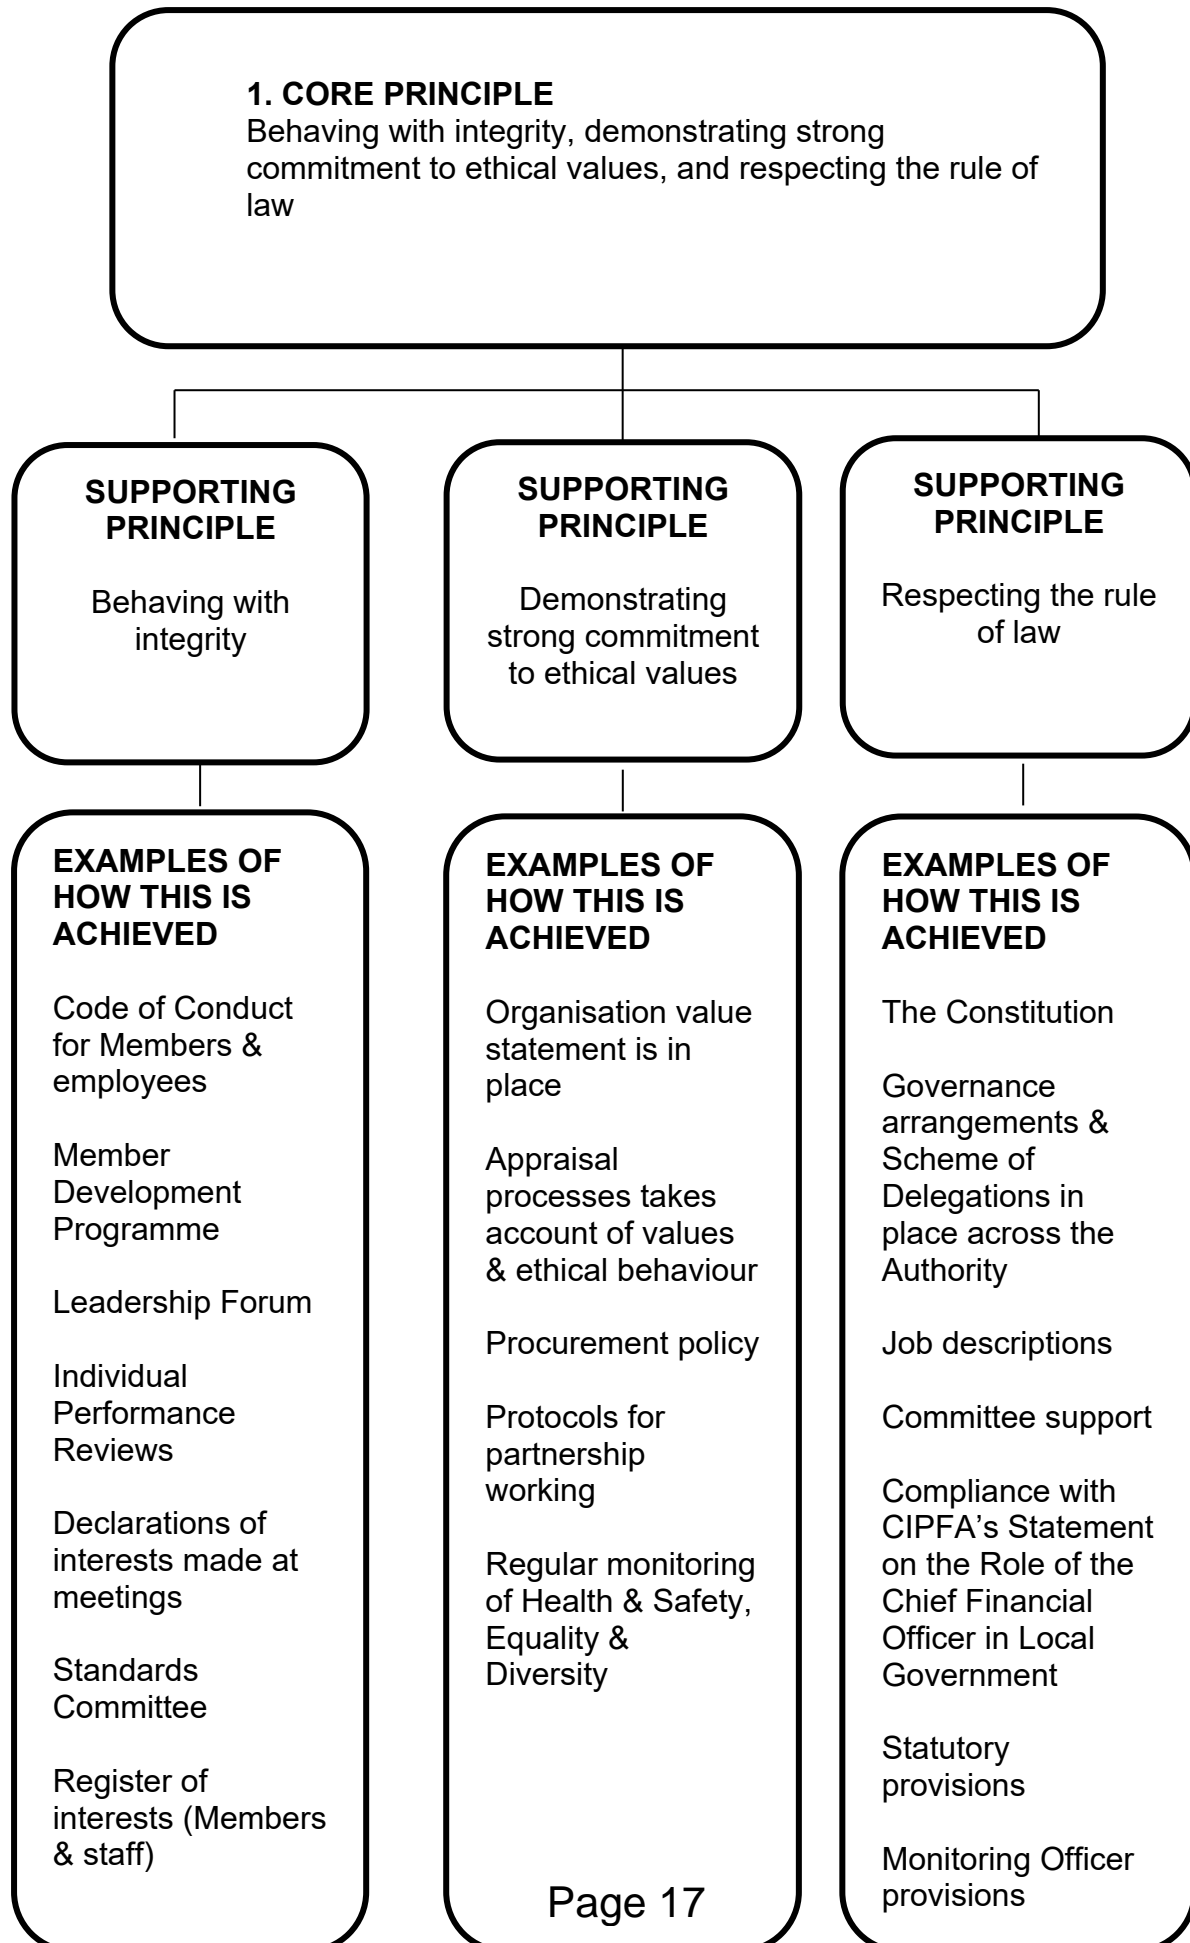 1. CORE PRINCIPLE
Behaving with integrity, demonstrating strong
commitment to ethical values, and respecting the rule of
law
SUPPORTING
PRINCIPLE
Behaving with
integrity
SUPPORTING
PRINCIPLE
Demonstrating
strong commitment
to ethical values
SUPPORTING
PRINCIPLE
Respecting the rule
of law
EXAMPLES OF
HOW THIS IS
ACHIEVED
Code of Conduct
for Members &
employees
Member
Development
Programme
Leadership Forum
Individual
Performance
Reviews
Declarations of
interests made at
meetings
Standards
Committee
Register of
interests (Members
& staff)
EXAMPLES OF
HOW THIS IS
ACHIEVED
Organisation value
statement is in
place
Appraisal
processes takes
account of values
& ethical behaviour
Procurement policy
Protocols for
partnership
working
Regular monitoring
of Health & Safety,
Equality &
Diversity
EXAMPLES OF
HOW THIS IS
ACHIEVED
The Constitution
Governance
arrangements &
Scheme of
Delegations in
place across the
Authority
Job descriptions
Committee support
Compliance with
CIPFA's Statement
on the Role of the
Chief Financial
Officer in Local
Government
Statutory
provisions
Monitoring Officer
provisions
Page 17